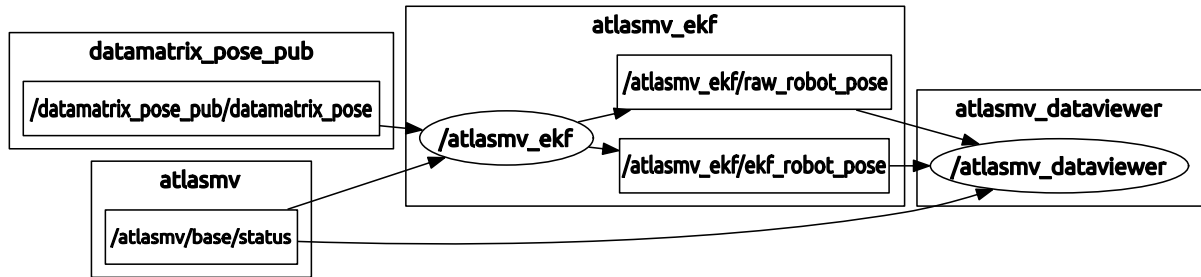 datamatrix_pose_pub
/datamatrix_pose_pub/datamatrix_pose
atlasmv
/atlasmv/base/status
atlasmv_ekf
/atlasmv_ekf
/atlasmv_ekf/raw_robot_pose
/atlasmv_ekf/ekf_robot_pose
atlasmv_dataviewer
/atlasmv_dataviewer